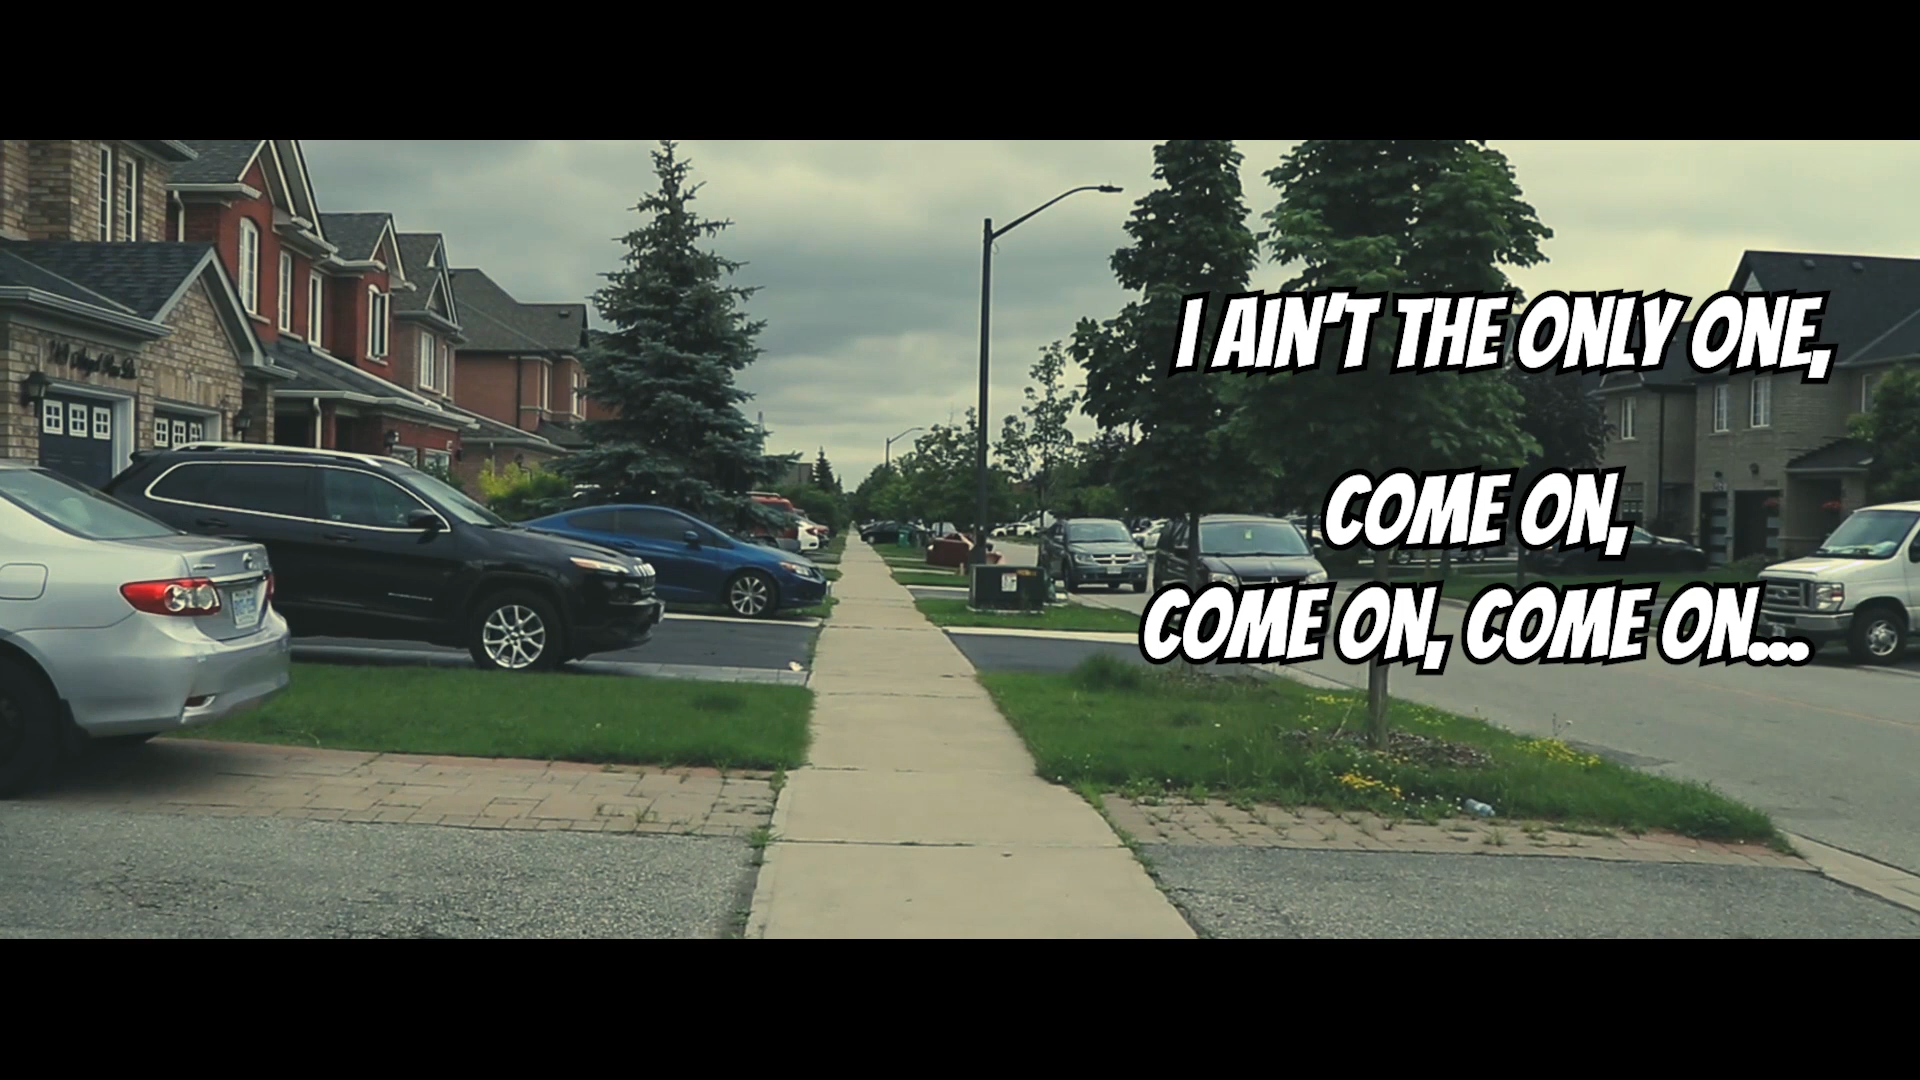 I AIN'T THE ONLY ONE,
COME ON,
COME ON, COME ON...